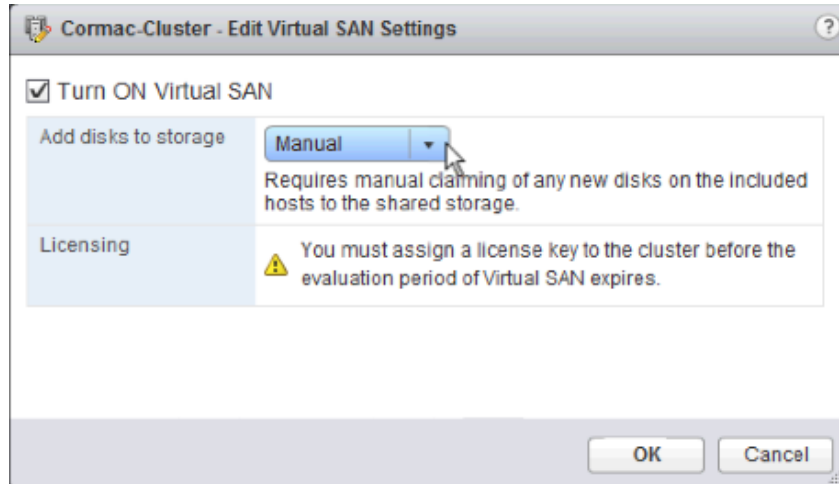 Cormac-Cluster - Edit Virtual SAN Settings
?
Turn ON Virtual SAN
Add disks to storage
Manual
Requires manual claiming of any new disks on the included
hosts to the shared storage.
Licensing
You must assign a license key to the cluster before the
evaluation period of Virtual SAN expires.
OK
Cancel